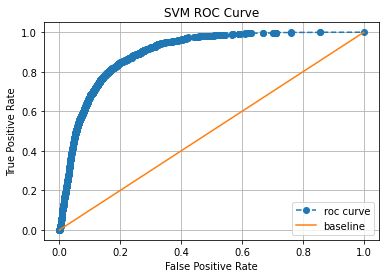 SVM ROC Curve
True Positive Rate
1.0
0.8
0.6
0.4
0.2
0.0
0.0 0.2 0.4 0.6 0.8 1.0
False Positive Rate
roc curve
baseline